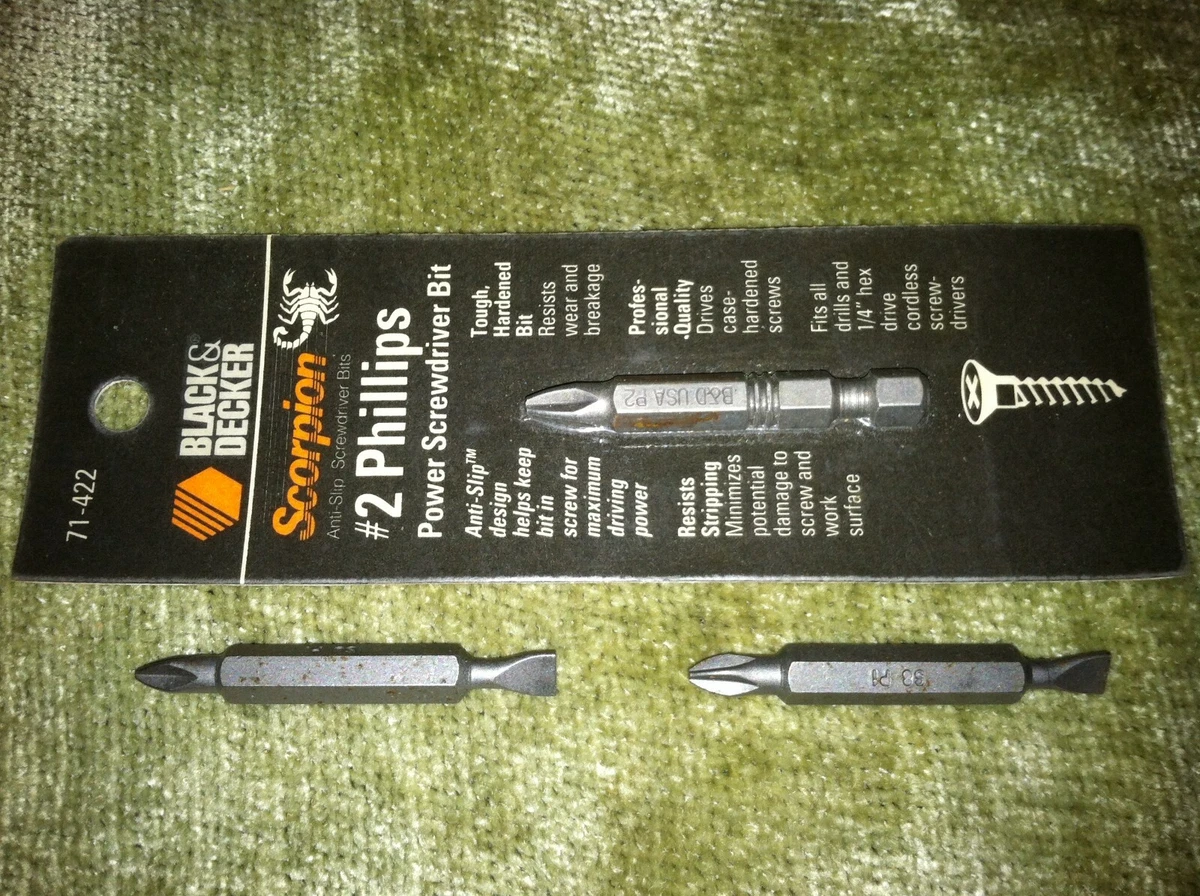 71-422
BLACK&
DECKER®
Scorpion
Anti-Slip Screwdriver Bits
#2 Phillips
Power Screwdriver Bit
Anti-Slip™
design
helps keep
bit in
screw for
maximum
driving
power
Resists
Stripping
Minimizes
potential
damage to
screw and
work
surface
Tough,
Hardened
Bit
Resists
wear and
breakage
Profes-
sional
Quality
Drives
case-
hardened
screws
Fits all
drills and
1/4" hex
drive
cordless
screw-
drivers
B&D USA P2
33 P1